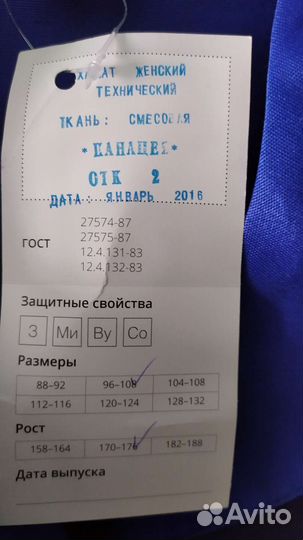 ХАЛАТ ЖЕНСКИЙ
ТЕХНИЧЕСКИЙ
ТКАНЬ: СМЕСОВАЯ
ОТК 2
ДАТА: ЯНВАРЬ 2016
27574-87
27575-87
ГОСТ
12.4.131-83
12.4.132-83
Защитные свойства
З Ми Ву Со
Размеры
88–92 96–100 104–108
112–116 120–124 128–132
Рост
158–164 170–176 182–188
Дата выпуска
Avito